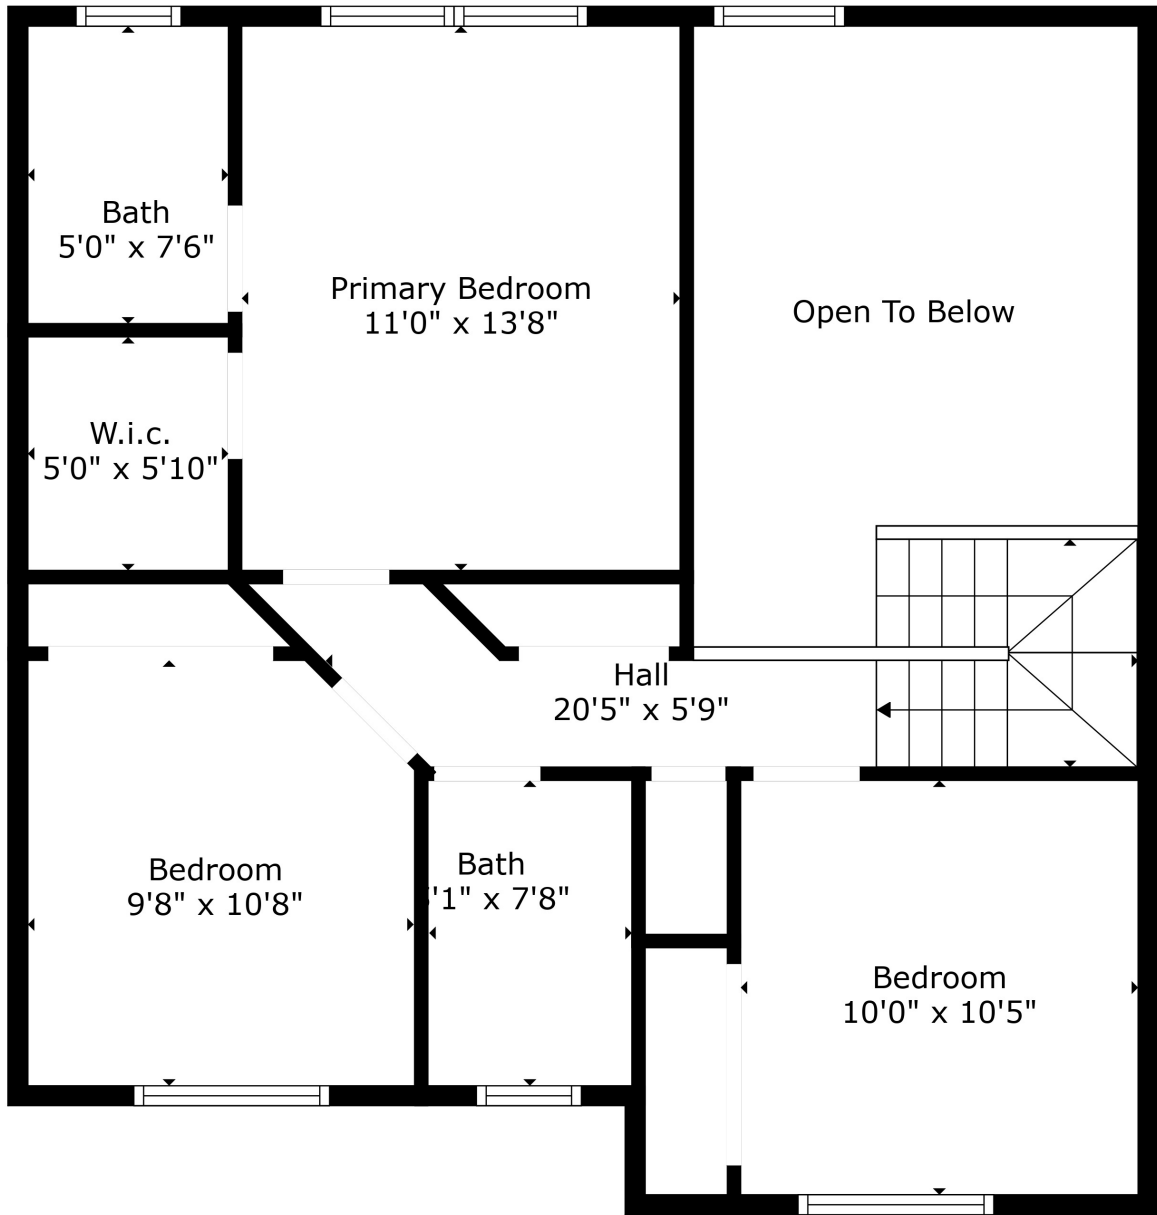 Bath
5'0" x 7'6"
Primary Bedroom
11'0" x 13'8"
Open To Below
W.i.c.
5'0" x 5'10"
Hall
20'5" x 5'9"
Bedroom
9'8" x 10'8"
Bath
'1" x 7'8"
Bedroom
10'0" x 10'5"